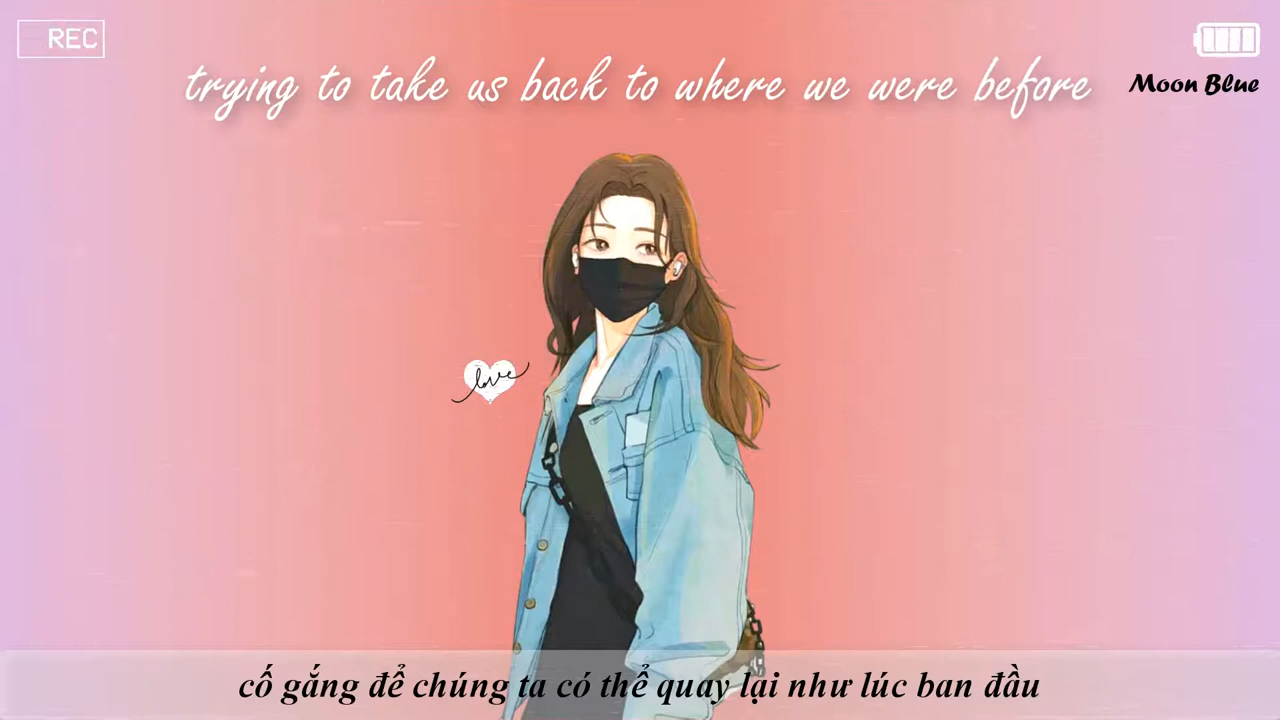 REC
trying to take us back to where we were before
Moon Blue
love
cố gắng để chúng ta có thể quay lại như lúc ban đầu